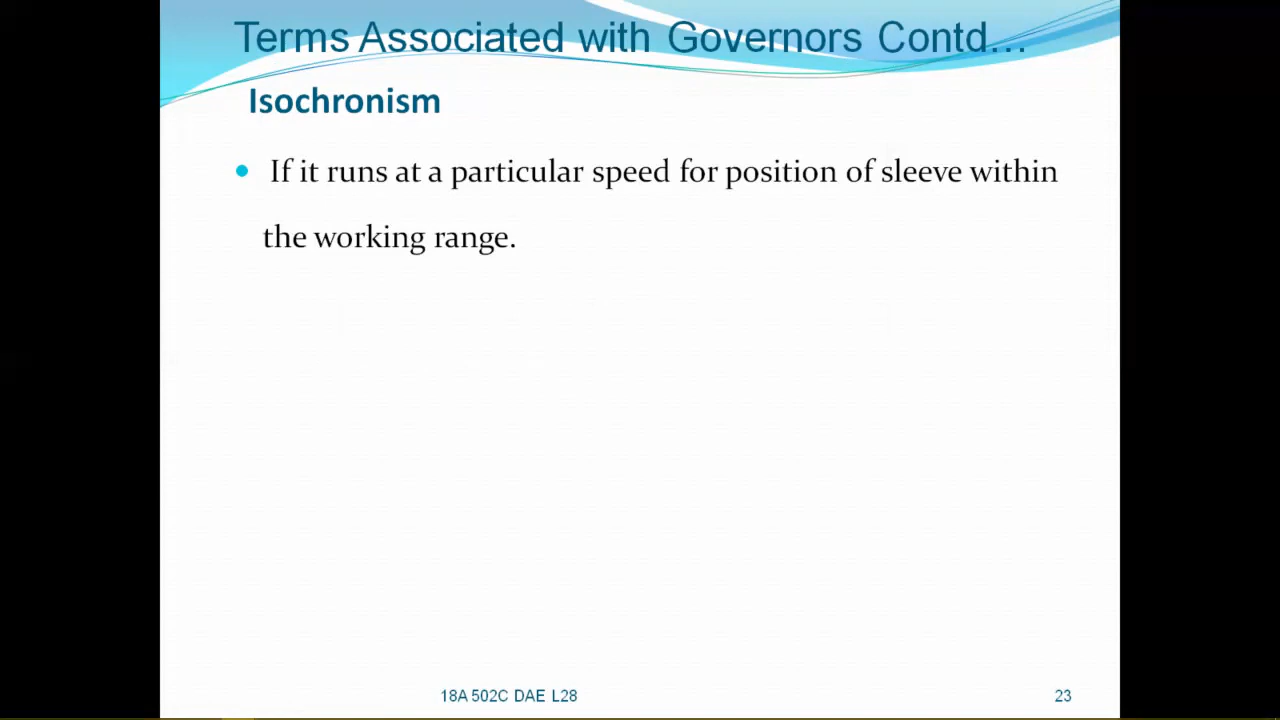 Terms Associated with Governors Contd...
Isochronism
If it runs at a particular speed for position of sleeve within
the working range.
18A 502C DAE L28
23